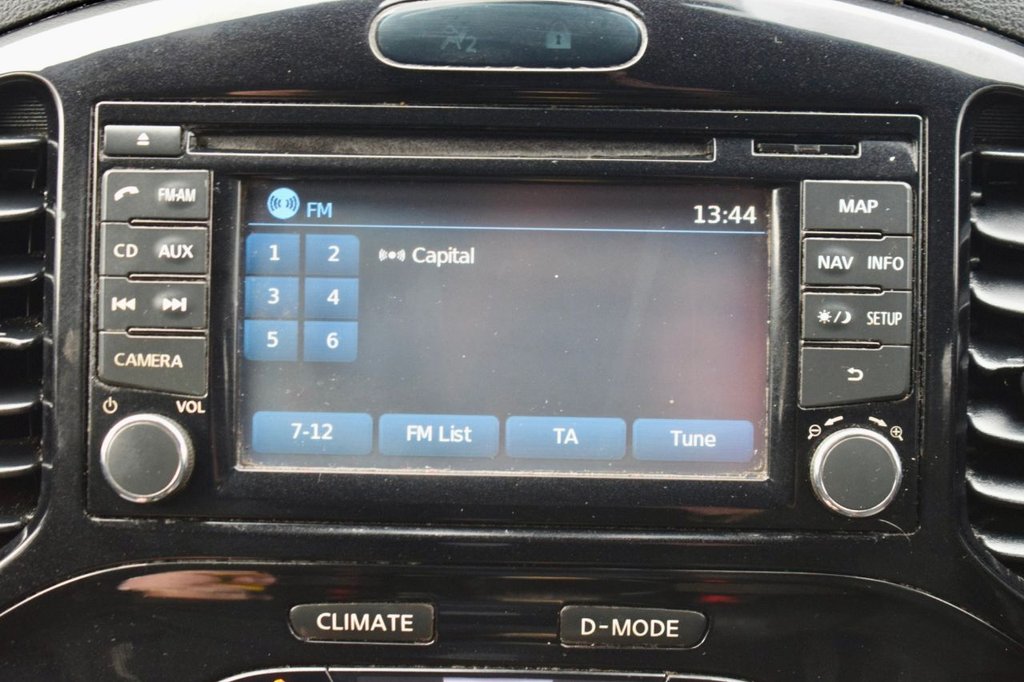 2
FM-AM
CD AUX
CAMERA
VOL
FM
13:44
1 2
Capital
3 4
5 6
7-12 FM List TA Tune
MAP
NAV INFO
SETUP
CLIMATE D-MODE